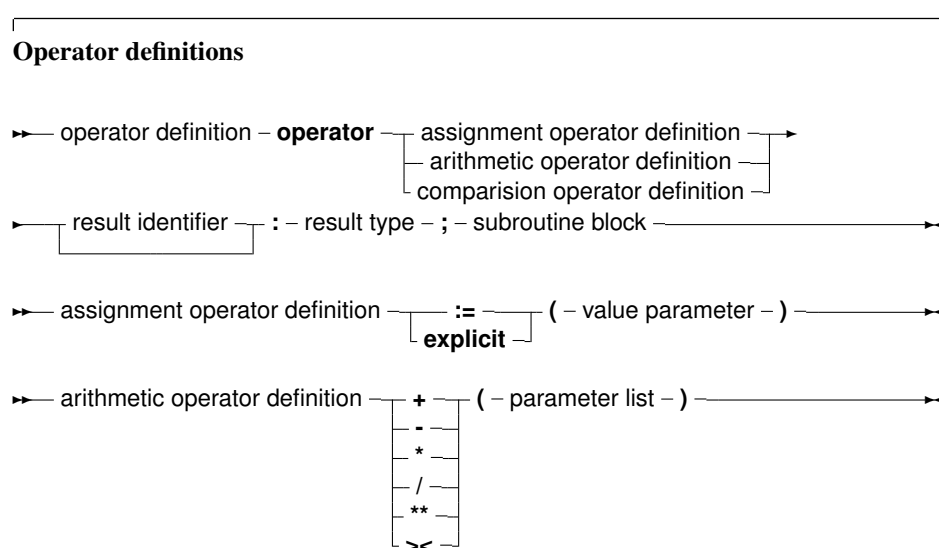 Operator definitions
operator definition operator assignment operator definition
arithmetic operator definition
comparision operator definition
result identifier : result type ; subroutine block
assignment operator definition := ( value parameter )
explicit
arithmetic operator definition + ( parameter list )
-
*
/
**
><